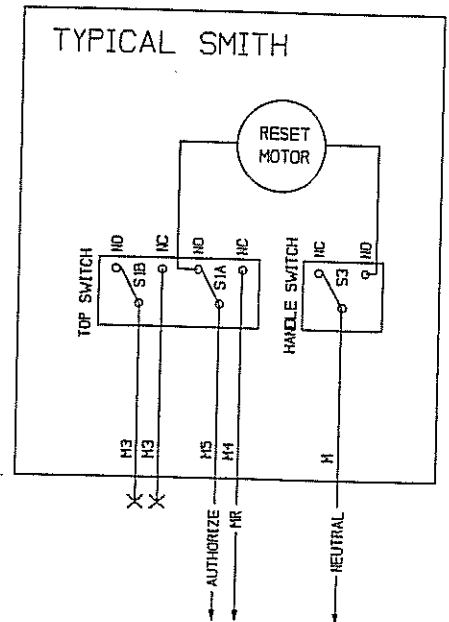 TYPICAL SMITH
RESET
MOTOR
TOP SWITCH
NO
S1B
NC
NO
S1A
NC
HANDLE SWITCH
NC
S3
NO
M3
M3
M5
M4
M
AUTHORIZE
MR
NEUTRAL